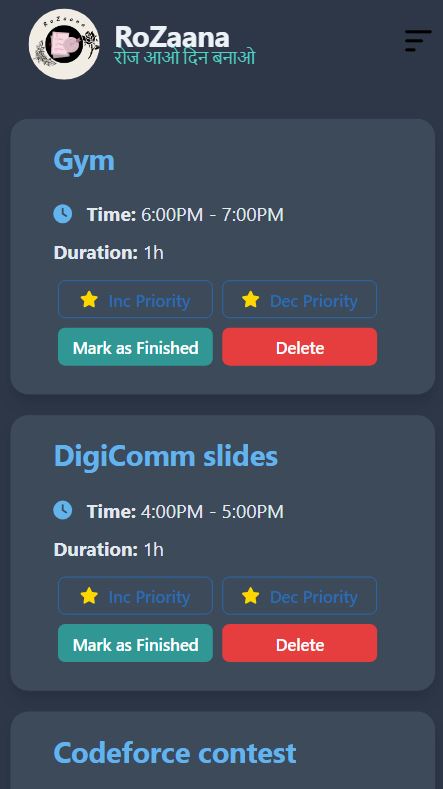 RoZaana
RoZaana
रोज आओ दिन बनाओ
Gym
Time: 6:00PM - 7:00PM
Duration: 1h
Inc Priority
Dec Priority
Mark as Finished
Delete
DigiComm slides
Time: 4:00PM - 5:00PM
Duration: 1h
Inc Priority
Dec Priority
Mark as Finished
Delete
Codeforce contest